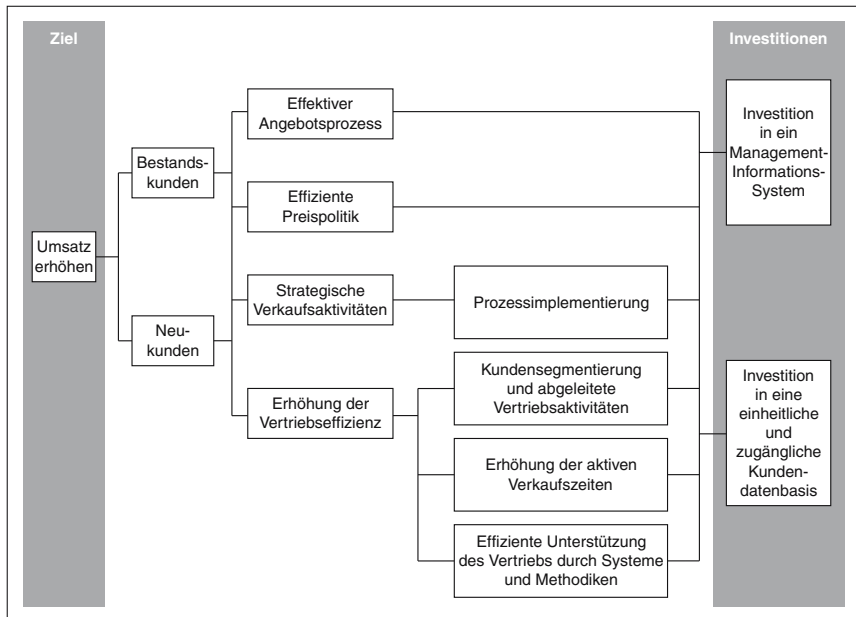 Ziel
Investitionen
Umsatz
erhöhen
Bestands-
kunden
Neu-
kunden
Effektiver
Angebotsprozess
Effiziente
Preispolitik
Strategische
Verkaufsaktivitäten
Erhöhung der
Vertriebseffizienz
Prozessimplementierung
Kundensegmentierung
und abgeleitete
Vertriebsaktivitäten
Erhöhung der aktiven
Verkaufszeiten
Effiziente Unterstützung
des Vertriebs durch Systeme
und Methodiken
Investition
in ein
Management-
Informations-
System
Investition
in eine
einheitliche
und
zugängliche
Kunden-
datenbasis